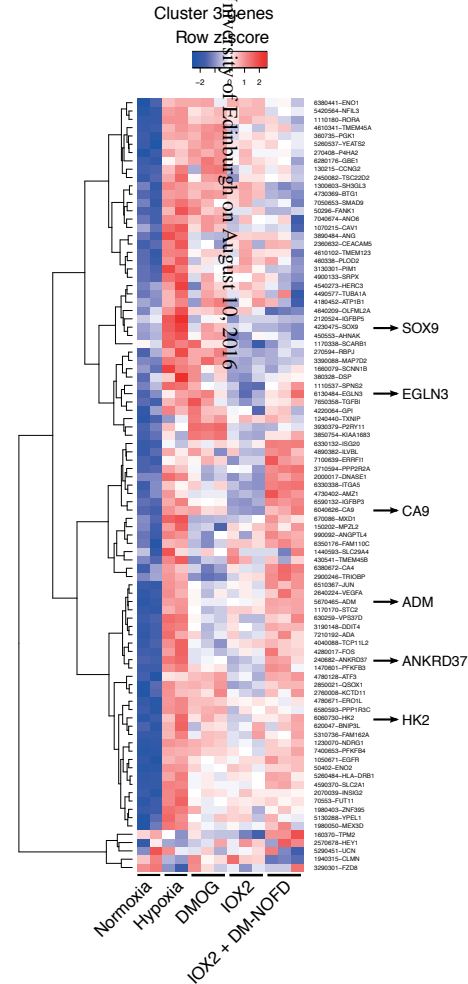 Cluster 3 genes
Row z-score
−2 1 2
niversity of Edinburgh on August 10, 2016
6380441−ENO1
5420564−NFIL3
1110180−RORA
4610341−TMEM45A
360735−PGK1
5260537−YEATS2
270408−P4HA2
6280176−GBE1
130215−CCNG2
2450082−TSC22D2
1300603−SH3GL3
4730369−BTG1
7050653−SMAD9
50296−FANK1
7040674−ANO6
1070215−CAV1
3890484−ANG
2360632−CEACAM5
4610102−TMEM123
460338−PLOD2
3130301−PIM1
4900133−SRPX
4540273−HERC3
4490577−TUBA1A
4180452−ATP1B1
4640209−OLFML2A
2120524−IGFBP5
4230475−SOX9
450553−AHNAK
1170338−SCARB1
270594−RBPJ
3390088−MAP7D2
1660079−SCNN1B
380328−DSP
1110537−SPNS2
6130484−EGLN3
7650358−TGFBI
4220064−GPI
1240440−TXNIP
3930379−P2RY11
3850754−KIAA1683
6330132−ISG20
4890382−ILVBL
7100639−ERRFI1
3710594−PPP2R2A
2000017−DNASE1
6330338−ITGA5
4730402−AMZ1
6590132−IGFBP3
6040626−CA9
670086−MXD1
150202−MPZL2
990092−ANGPTL4
6350176−FAM110C
1440593−SLC29A4
430541−TMEM45B
6380672−CA4
2900246−TRIOBP
6510367−JUN
2640224−VEGFA
5670465−ADM
1170170−STC2
630259−VPS37D
3190148−DDIT4
7210192−ADA
4040088−TCP11L2
4280017−FOS
240682−ANKRD37
1470601−PFKFB3
4780128−ATF3
2850021−QSOX1
2760008−KCTD11
4780671−ERO1L
6580593−PPP1R3C
6060730−HK2
620047−BNIP3L
5310736−FAM162A
1230070−NDRG1
7400653−PFKFB4
1050671−EGFR
50402−ENO2
5260484−HLA−DRB1
4590370−SLC2A1
2070039−INSIG2
70553−FUT11
1980403−ZNF395
5130288−YPEL1
1980050−MEX3D
160370−TPM2
2570678−HEY1
5290451−UCN
1940315−CLMN
3290301−FZD8
SOX9
EGLN3
CA9
ADM
ANKRD37
HK2
Normoxia
Hypoxia
DMOG
IOX2
IOX2 + DM-NOFD